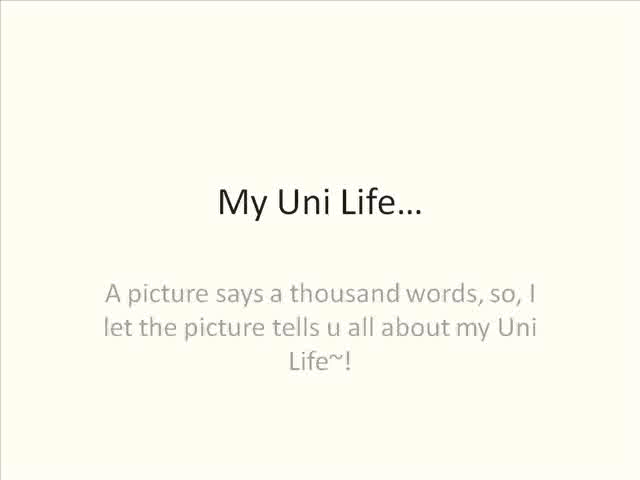 My Uni Life...
A picture says a thousand words, so, I
let the picture tells u all about my Uni
Life~!